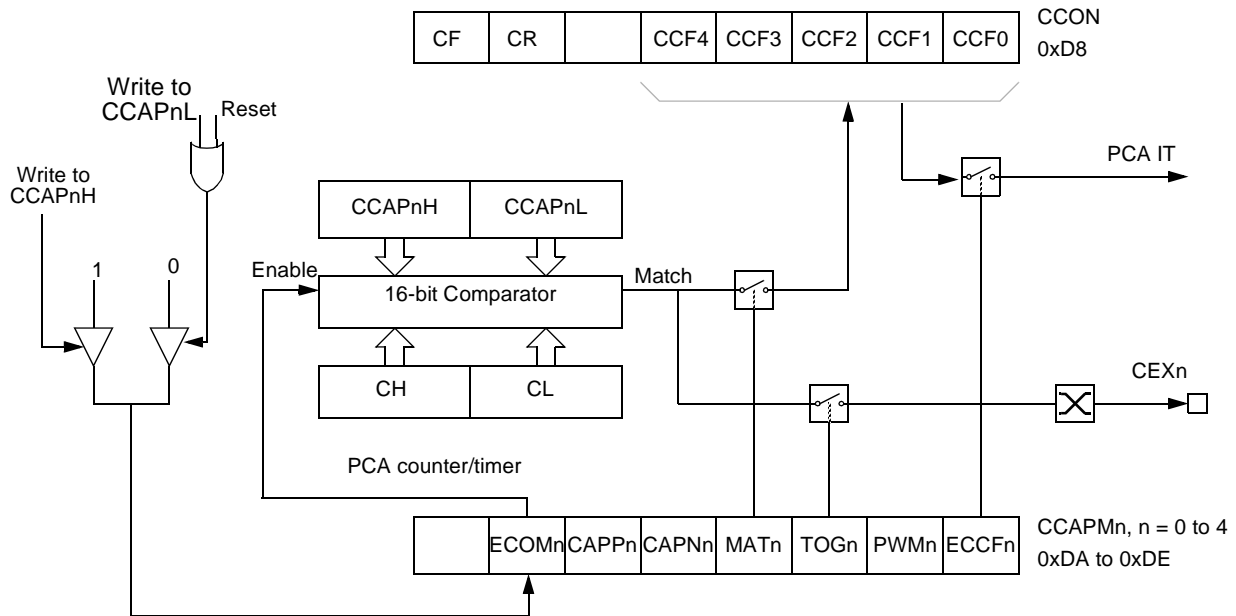 CF CR CCF4 CCF3 CCF2 CCF1 CCF0
CCON
0xD8
Write to
CCAPnL
Reset
Write to
CCAPnH
PCA IT
CCAPnH CCAPnL
Enable
1
0
16-bit Comparator
Match
CH CL
CEXn
PCA counter/timer
ECOMn CAPPn CAPNn MATn TOGn PWMn ECCFn
CCAPMn, n = 0 to 4
0xDA to 0xDE